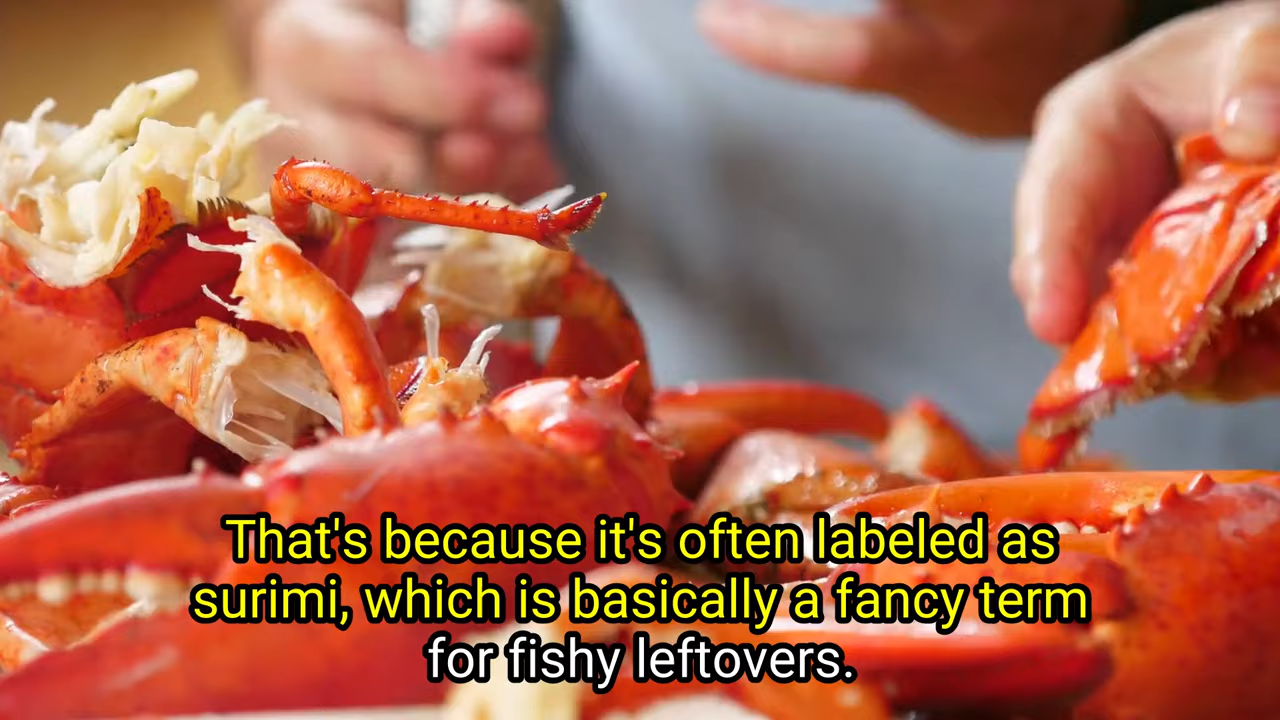 That's because it's often labeled as
surimi, which is basically a fancy term
for fishy leftovers.